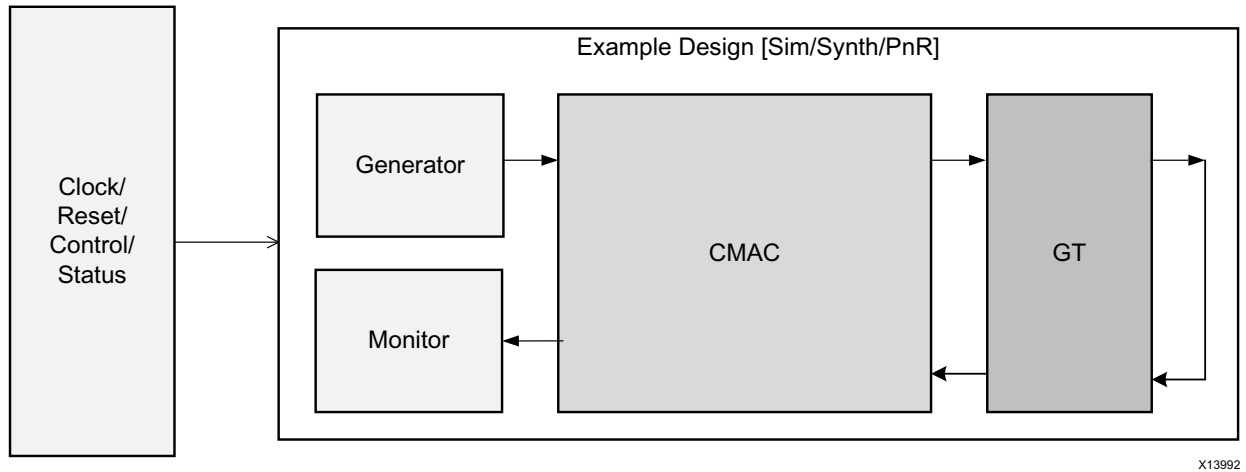 Example Design [Sim/Synth/PnR]
Clock/
Reset/
Control/
Status
Generator
Monitor
CMAC
GT
X13992